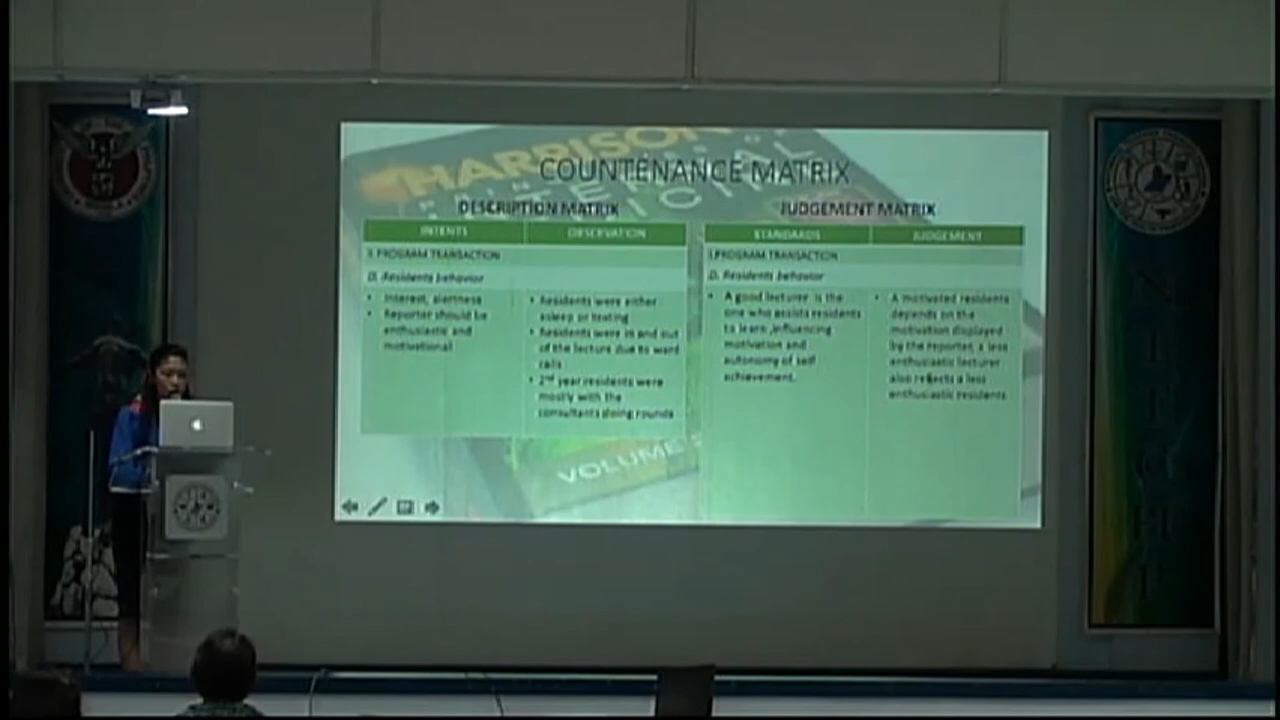 HARRISON
COUNTENANCE MATRIX
DESCRIPTION MATRIX
INTENTS
OBSERVATION
II. PROGRAM TRANSACTION
D. Residents behavior
• Interest, alertness
• Reporter should be
enthusiastic and
motivational
• Residents were either
asleep or texting
• Residents were in and out
of the lecture due to ward
calls
• 2nd year residents were
mostly with the
consultants doing rounds
JUDGEMENT MATRIX
STANDARDS
JUDGEMENT
I.PROGRAM TRANSACTION
D. Residents behavior
• A good lecturer is the
one who assists residents
to learn ,influencing
motivation and
autonomy of self
achievement.
• A motivated residents
depends on the
motivation displayed
by the reporter, a less
enthusiastic lecturer
also reflects a less
enthusiastic residents
VOLUME